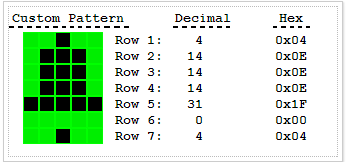 Custom Pattern Decimal Hex
Row 1: 4 0x04
Row 2: 14 0x0E
Row 3: 14 0x0E
Row 4: 14 0x0E
Row 5: 31 0x1F
Row 6: 0 0x00
Row 7: 4 0x04